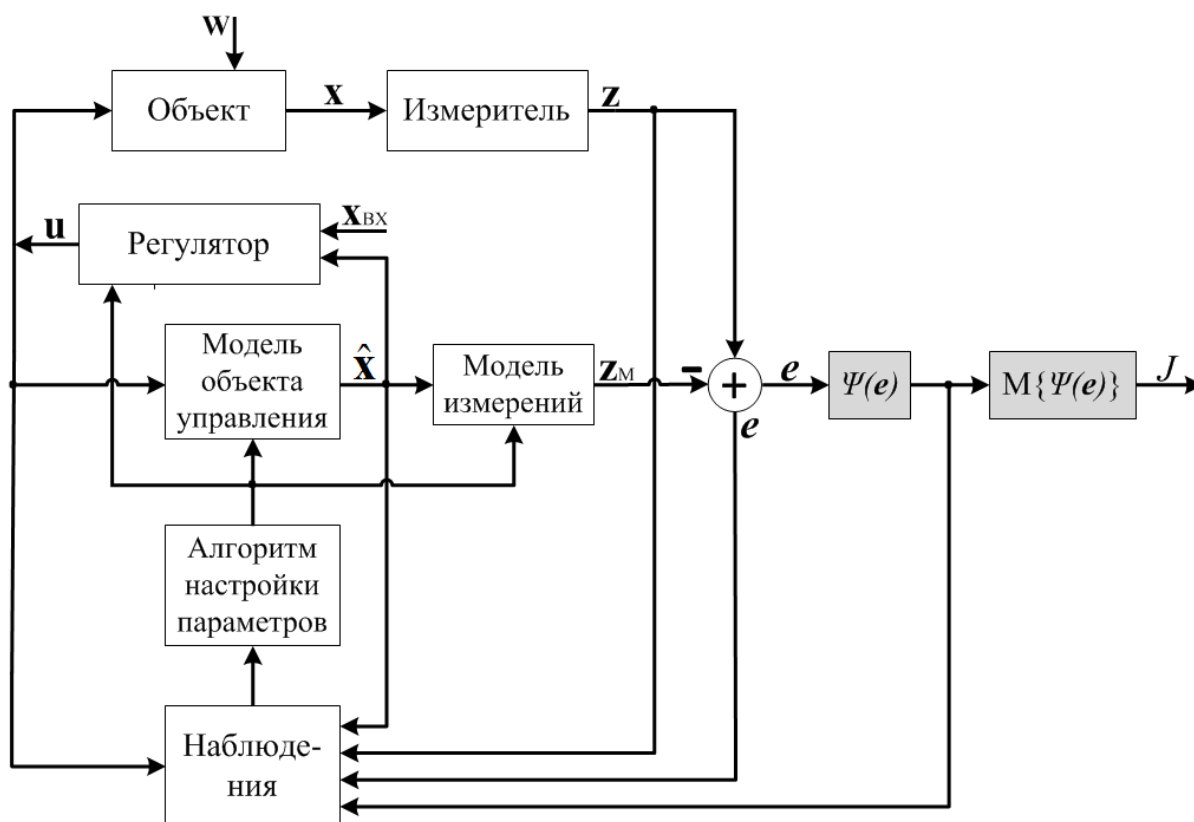 w
Объект
x
Измеритель
z
u
Регулятор
xВХ
Модель
объекта
управления
x̂
Модель
измерений
zМ
-
+
e
Ψ(e)
M{Ψ(e)}
J
e
Алгоритм
настройки
параметров
Наблюде-
ния